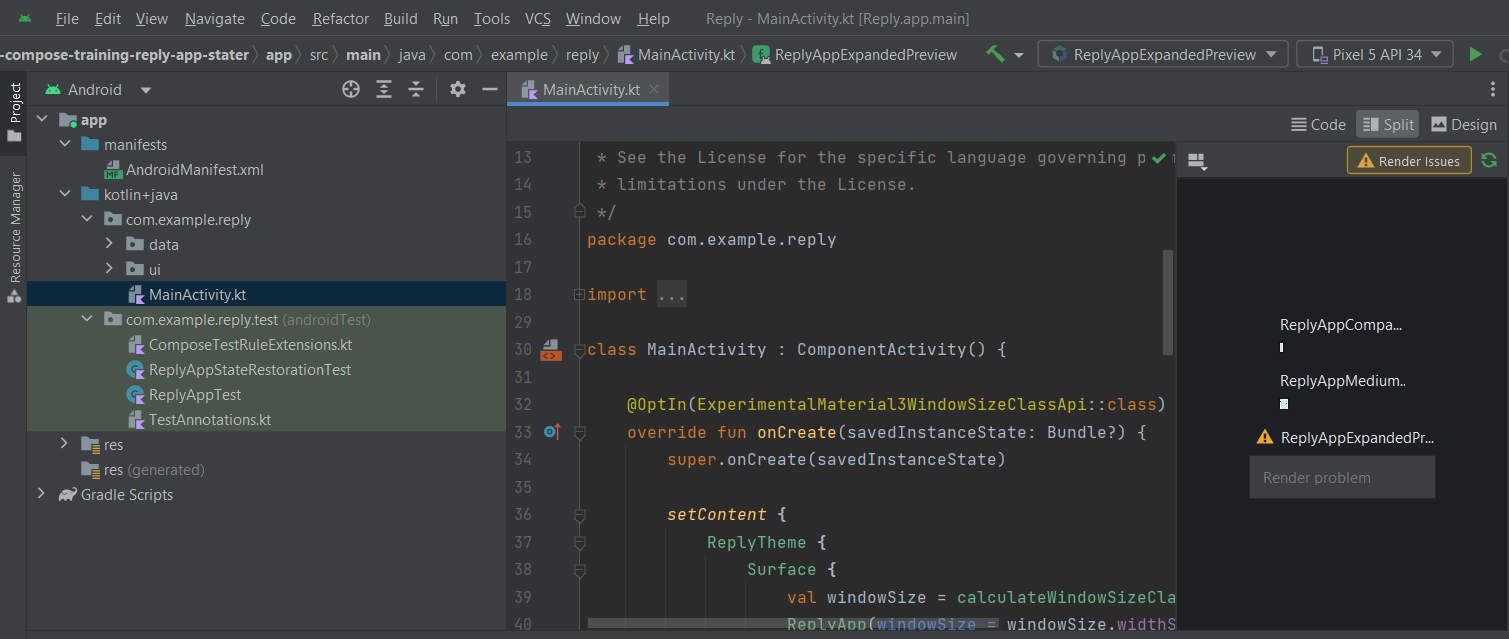 File Edit View Navigate Code Refactor Build Run Tools VCS Window Help Reply - MainActivity.kt [Reply.app.main]
-compose-training-reply-app-stater app src main java com example reply MainActivity.kt ReplyAppExpandedPreview ReplyAppExpandedPreview Pixel 5 API 34
Project
Resource Manager
Android
app
manifests
AndroidManifest.xml
kotlin+java
com.example.reply
data
ui
MainActivity.kt
com.example.reply.test (androidTest)
ComposeTestRuleExtensions.kt
ReplyAppStateRestorationTest
ReplyAppTest
TestAnnotations.kt
res
res (generated)
Gradle Scripts
MainActivity.kt
Code Split Design
13 * See the License for the specific language governing p
14 * limitations under the License.
15 */
16 package com.example.reply
17
18 import ...
29
30 class MainActivity : ComponentActivity() {
31
32 @OptIn(ExperimentalMaterial3WindowSizeClassApi::class)
33 override fun onCreate(savedInstanceState: Bundle?) {
34 super.onCreate(savedInstanceState)
35
36 setContent {
37 ReplyTheme {
38 Surface {
39 val windowSize = calculateWindowSizeCla
40 ReplyApp(windowSize = windowSize.widthS
Render Issues
ReplyAppCompa...
ReplyAppMedium..
ReplyAppExpandedPr...
Render problem